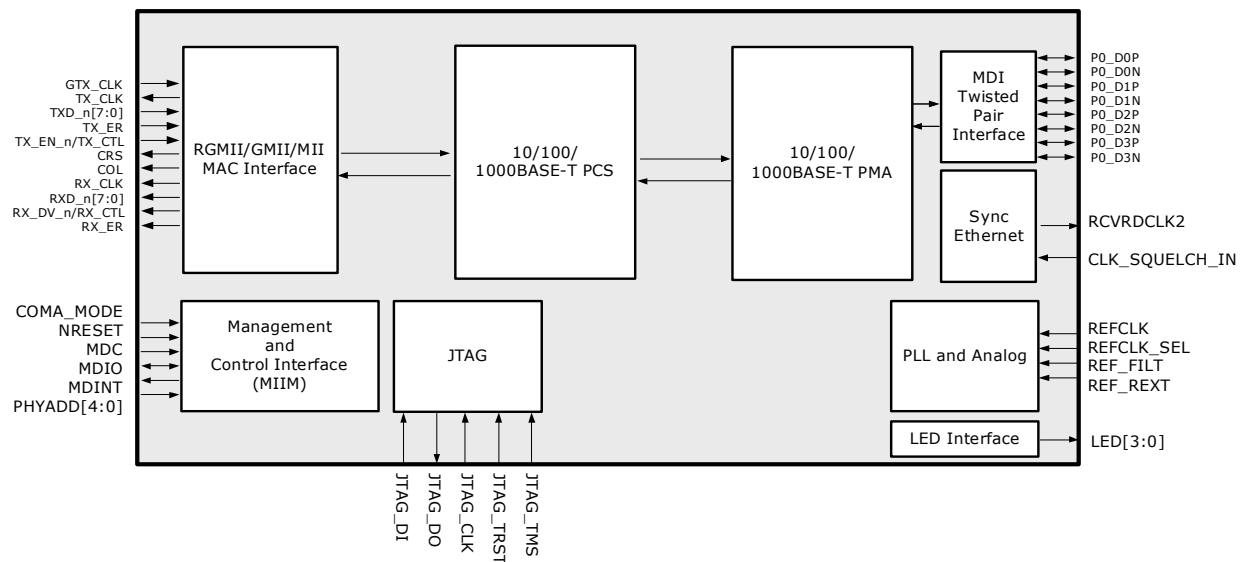 GTX_CLK
TX_CLK
TXD_n[7:0]
TX_ER
TX_EN_n/TX_CTL
CRS
COL
RX_CLK
RXD_n[7:0]
RX_DV_n/RX_CTL
RX_ER
RGMII/GMII/MII
MAC Interface
10/100/
1000BASE-T PCS
10/100/
1000BASE-T PMA
MDI
Twisted
Pair
Interface
P0_D0P
P0_D0N
P0_D1P
P0_D1N
P0_D2P
P0_D2N
P0_D3P
P0_D3N
Sync
Ethernet
RCVRDCLK2
CLK_SQUELCH_IN
COMA_MODE
NRESET
MDC
MDIO
MDINT
PHYADD[4:0]
Management
and
Control Interface
(MIIM)
JTAG
PLL and Analog
REFCLK
REFCLK_SEL
REF_FILT
REF_REXT
LED Interface
LED[3:0]
JTAG_DI
JTAG_DO
JTAG_CLK
JTAG_TRST
JTAG_TMS